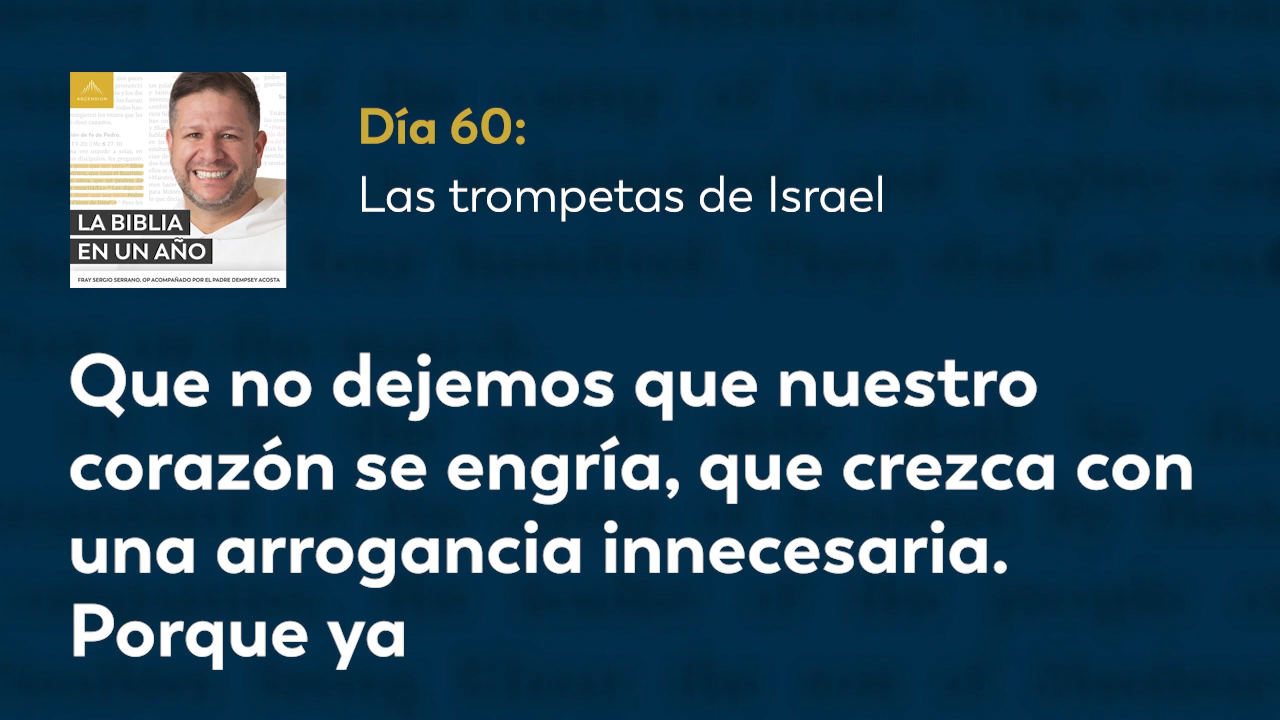 ASCENSION
LA BIBLIA
EN UN AÑO
FRAY SERGIO SERRANO, OP ACOMPAÑADO POR EL PADRE DEMPSEY ACOSTA
Día 60:
Las trompetas de Israel
Que no dejemos que nuestro
corazón se engría, que crezca con
una arrogancia innecesaria.
Porque ya